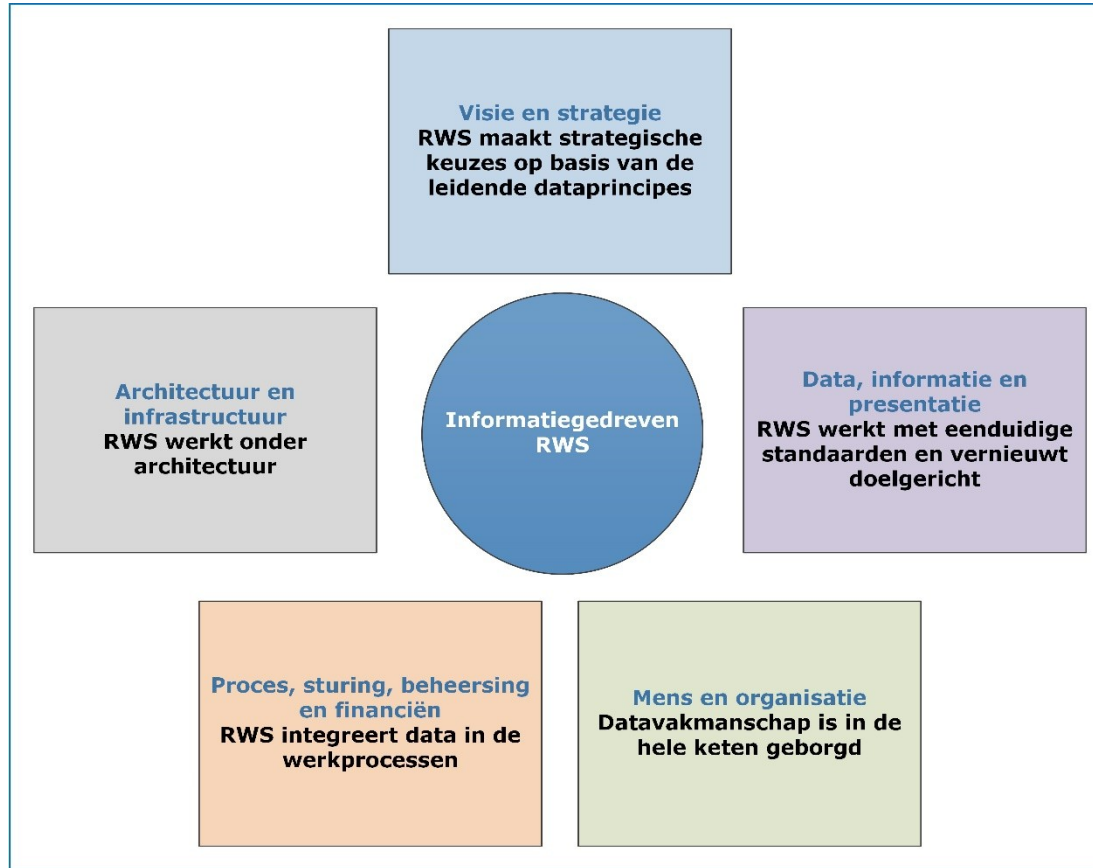 Visie en strategie
RWS maakt strategische
keuzes op basis van de
leidende dataprincipes
Architectuur en
infrastructuur
RWS werkt onder
architectuur
Informatiegedreven
RWS
Data, informatie en
presentatie
RWS werkt met eenduidige
standaarden en vernieuwt
doelgericht
Proces, sturing, beheersing
en financiën
RWS integreert data in de
werkprocessen
Mens en organisatie
Datavakmanschap is in de
hele keten geborgd